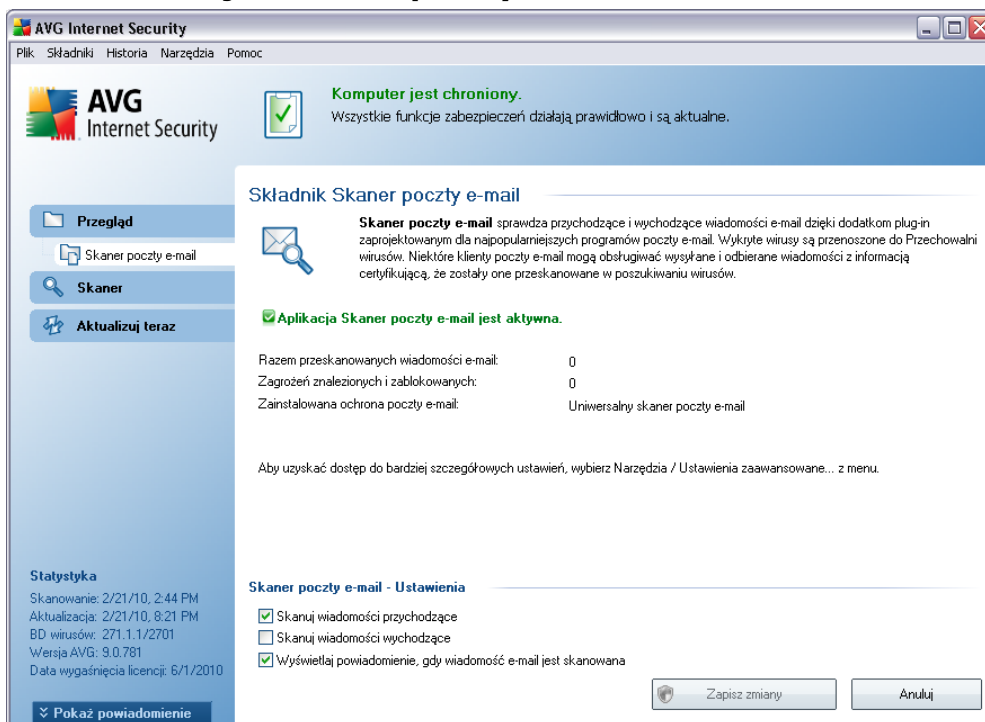 AVG Internet Security
Plik Składniki Historia Narzędzia Pomoc
AVG
Internet Security
Komputer jest chroniony.
Wszystkie funkcje zabezpieczeń działają prawidłowo i są aktualne.
Przegląd
Skaner poczty e-mail
Skaner
Aktualizuj teraz
Składnik Skaner poczty e-mail
Skaner poczty e-mail sprawdza przychodzące i wychodzące wiadomości e-mail dzięki dodatkom plug-in
zaprojektowanym dla najpopularniejszych programów poczty e-mail. Wykryte wirusy są przenoszone do Przechowalni
wirusów. Niektóre klienty poczty e-mail mogą obsługiwać wysyłane i odbierane wiadomości z informacją
certyfikującą, że zostały one przeskanowane w poszukiwaniu wirusów.
Aplikacja Skaner poczty e-mail jest aktywna.
Razem przeskanowanych wiadomości e-mail: 0
Zagrożeń znalezionych i zablokowanych: 0
Zainstalowana ochrona poczty e-mail: Uniwersalny skaner poczty e-mail
Aby uzyskać dostęp do bardziej szczegółowych ustawień, wybierz Narzędzia / Ustawienia zaawansowane... z menu.
Skaner poczty e-mail - Ustawienia
Skanuj wiadomości przychodzące
Skanuj wiadomości wychodzące
Wyświetlaj powiadomienie, gdy wiadomość e-mail jest skanowana
Zapisz zmiany
Anuluj
Statystyka
Skanowanie: 2/21/10, 2:44 PM
Aktualizacja: 2/21/10, 8:21 PM
BD wirusów: 271.1.1/2701
Wersja AVG: 9.0.781
Data wygaśnięcia licencji: 6/1/2010
Pokaż powiadomienie